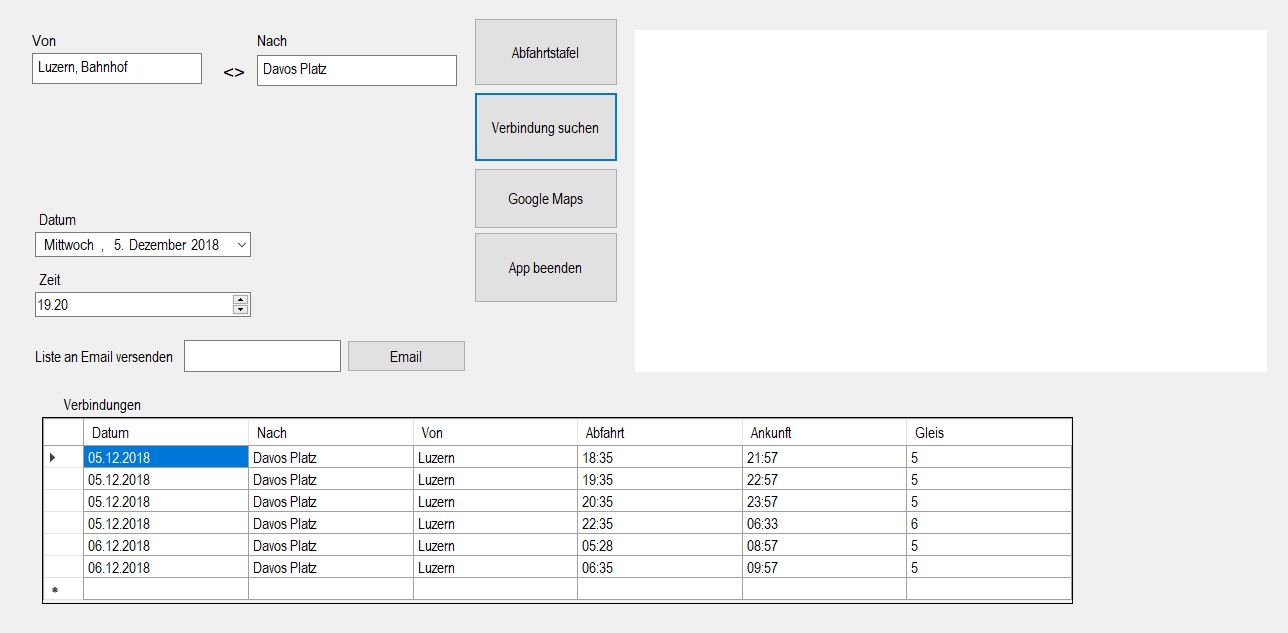 Von
Luzern, Bahnhof
<>
Nach
Davos Platz
Abfahrtstafel
Verbindung suchen
Google Maps
App beenden
Datum
Mittwoch , 5. Dezember 2018
Zeit
19.20
Liste an Email versenden
Email
Verbindungen
Datum Nach Von Abfahrt Ankunft Gleis
05.12.2018 Davos Platz Luzern 18:35 21:57 5
05.12.2018 Davos Platz Luzern 19:35 22:57 5
05.12.2018 Davos Platz Luzern 20:35 23:57 5
05.12.2018 Davos Platz Luzern 22:35 06:33 6
06.12.2018 Davos Platz Luzern 05:28 08:57 5
06.12.2018 Davos Platz Luzern 06:35 09:57 5